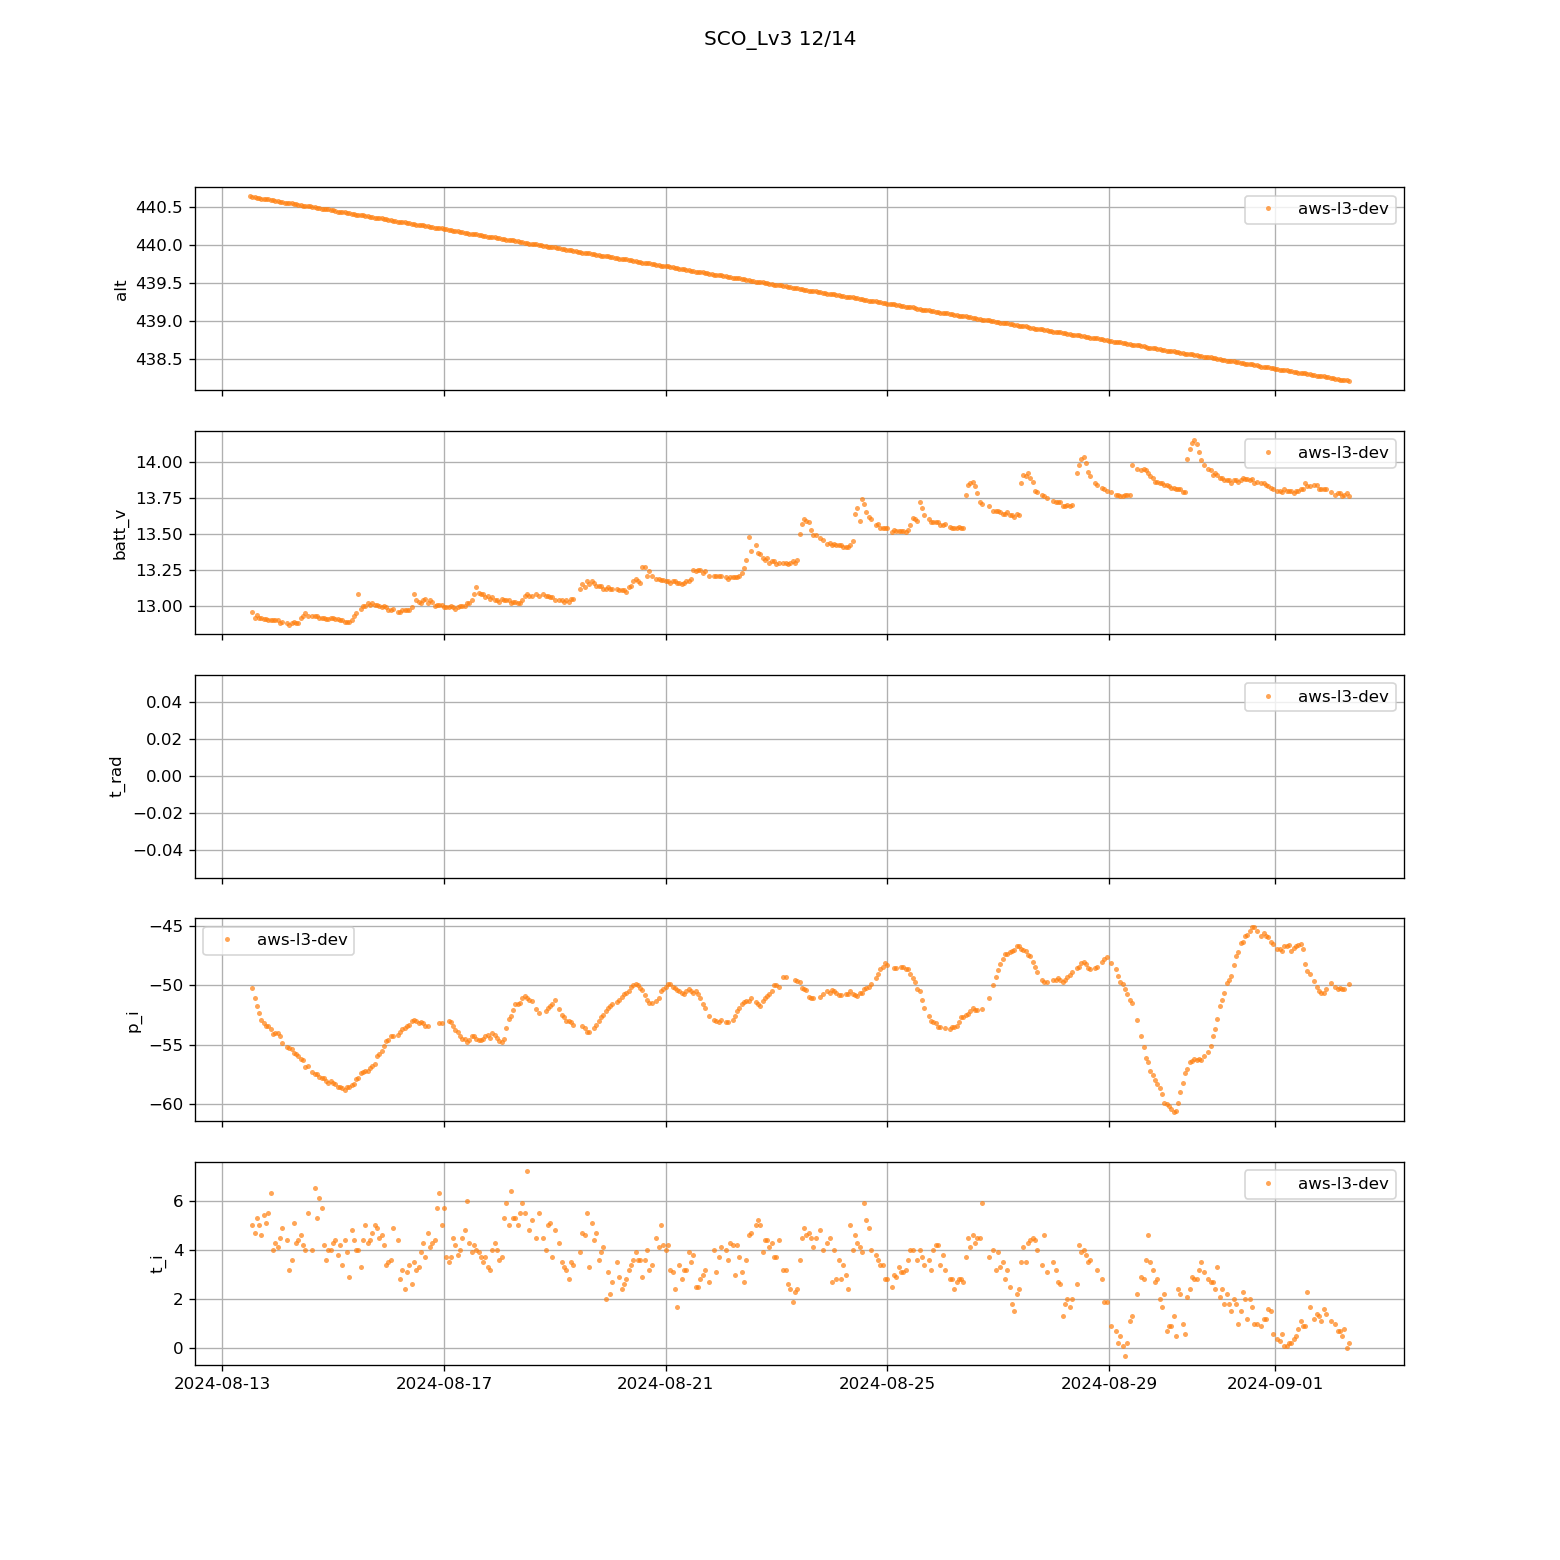 SCO_Lv3 12/14
440.5
440.0
439.5
439.0
438.5
alt
aws-l3-dev
14.00
13.75
13.50
13.25
13.00
batt_v
aws-l3-dev
0.04
0.02
0.00
−0.02
−0.04
t_rad
aws-l3-dev
−45
−50
−55
−60
p_i
aws-l3-dev
6
4
2
0
t_i
aws-l3-dev
2024-08-13 2024-08-17 2024-08-21 2024-08-25 2024-08-29 2024-09-01